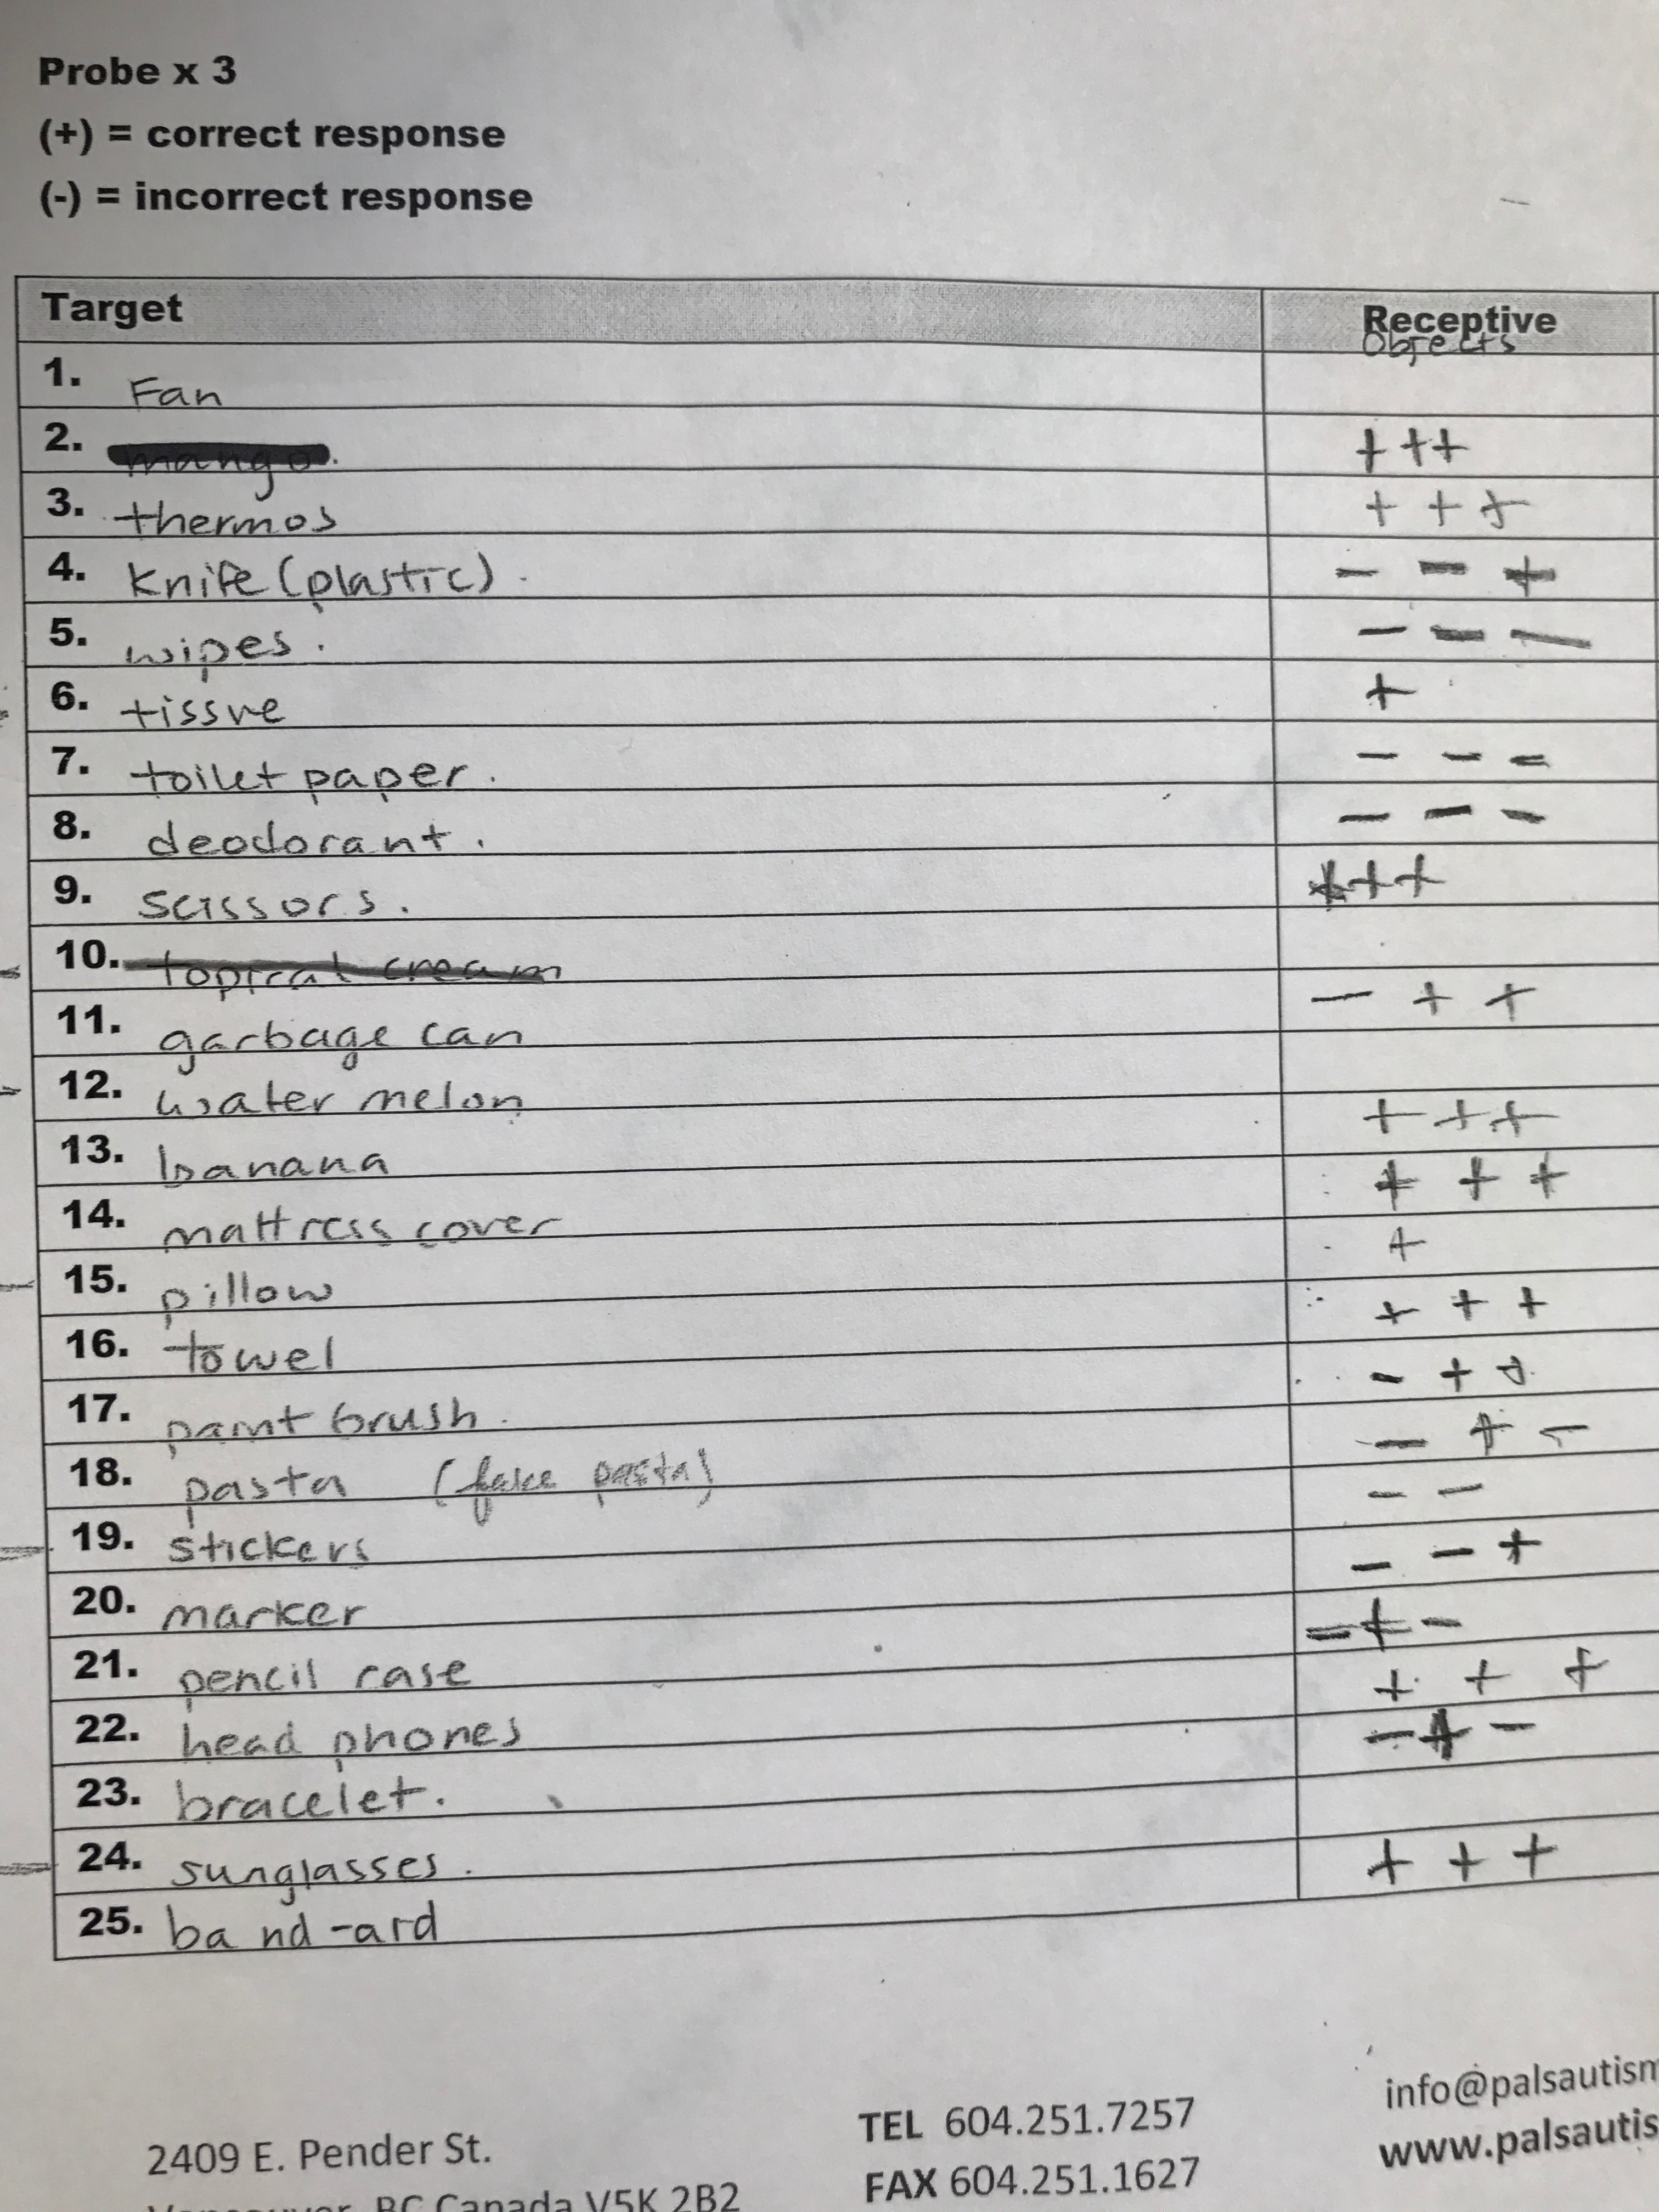 Probe x 3
(+) = correct response
(-) = incorrect response
Target Receptive
objects
1. Fan
2. mango. + + +
3. thermos + + +
4. Knife (plastic). - - +
5. wipes. - - -
6. tissue +
7. toilet paper. - - -
8. deodorant. - - -
9. scissors. + + +
10. topical cream
11. garbage can - + +
12. water melon
13. banana + + +
14. mattress cover + + +
15. pillow +
16. towel + + +
17. paint brush. - + +
18. pasta (fake pasta) - + -
19. stickers - -
20. marker - - +
21. pencil case - + -
22. head phones + + +
23. bracelet. - + -
24. sunglasses.
25. band-aid + + +
2409 E. Pender St. TEL 604.251.7257 info@palsautism
Vancouver, BC Canada V5K 2B2 FAX 604.251.1627 www.palsautis